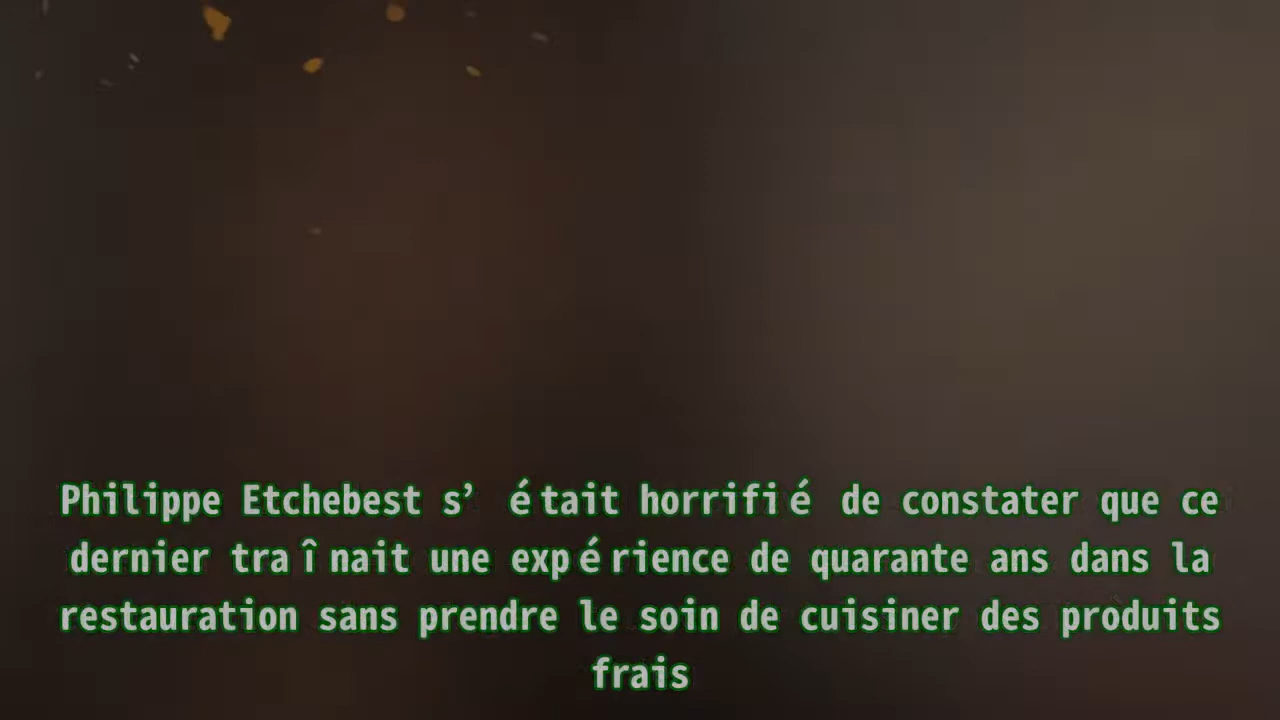 Philippe Etchebest s’était horrifié de constater que ce
dernier traînait une expérience de quarante ans dans la
restauration sans prendre le soin de cuisiner des produits
frais